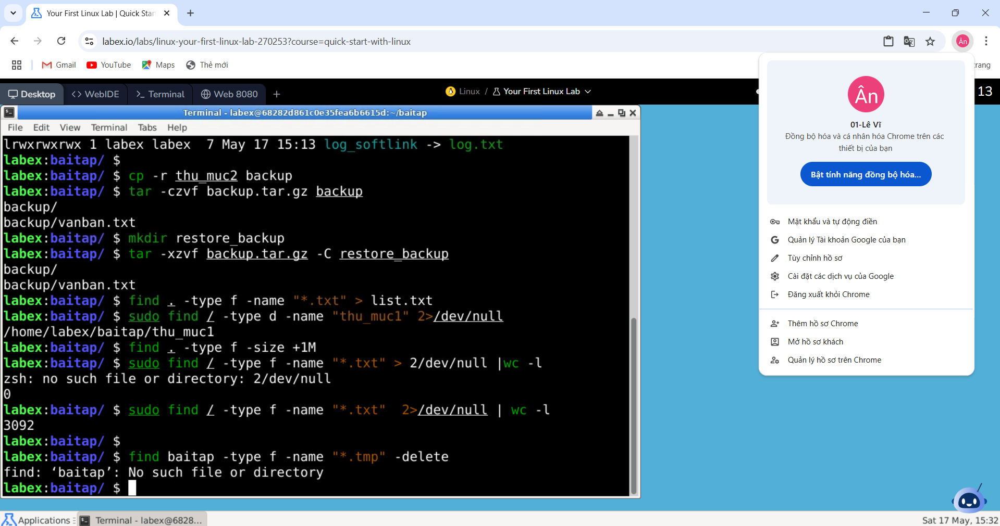 Your First Linux Lab | Quick Star
labex.io/labs/linux-your-first-linux-lab-270253?course=quick-start-with-linux
Ân
Gmail
YouTube
Maps
Thẻ mới
trang
Desktop
WebIDE
Terminal
Web 8080
Linux / Your First Linux Lab
13
Terminal - labex@68282d861c0e35fea6b6615d:~/baitap
File Edit View Terminal Tabs Help
lrwxrwxrwx 1 labex labex  7 May 17 15:13 log_softlink -> log.txt
labex:baitap/ $
labex:baitap/ $ cp -r thu_muc2 backup
labex:baitap/ $ tar -czvf backup.tar.gz backup
backup/
backup/vanban.txt
labex:baitap/ $ mkdir restore_backup
labex:baitap/ $ tar -xzvf backup.tar.gz -C restore_backup
backup/
backup/vanban.txt
labex:baitap/ $ find . -type f -name "*.txt" > list.txt
labex:baitap/ $ sudo find / -type d -name "thu_muc1" 2>/dev/null
/home/labex/baitap/thu_muc1
labex:baitap/ $ find . -type f -size +1M
labex:baitap/ $ sudo find / -type f -name "*.txt" > 2/dev/null |wc -l
zsh: no such file or directory: 2/dev/null
0
labex:baitap/ $ sudo find / -type f -name "*.txt"  2>/dev/null | wc -l
3092
labex:baitap/ $
labex:baitap/ $ find baitap -type f -name "*.tmp" -delete
find: ‘baitap’: No such file or directory
labex:baitap/ $
Ân
01-Lê Vĩ
Đồng bộ hóa và cá nhân hóa Chrome trên các
thiết bị của bạn
Bật tính năng đồng bộ hóa...
Mật khẩu và tự động điền
Quản lý Tài khoản Google của bạn
Tùy chỉnh hồ sơ
Cài đặt các dịch vụ của Google
Đăng xuất khỏi Chrome
Thêm hồ sơ Chrome
Mở hồ sơ khách
Quản lý hồ sơ trên Chrome
Applications
Terminal - labex@6828...
Sat 17 May, 15:32